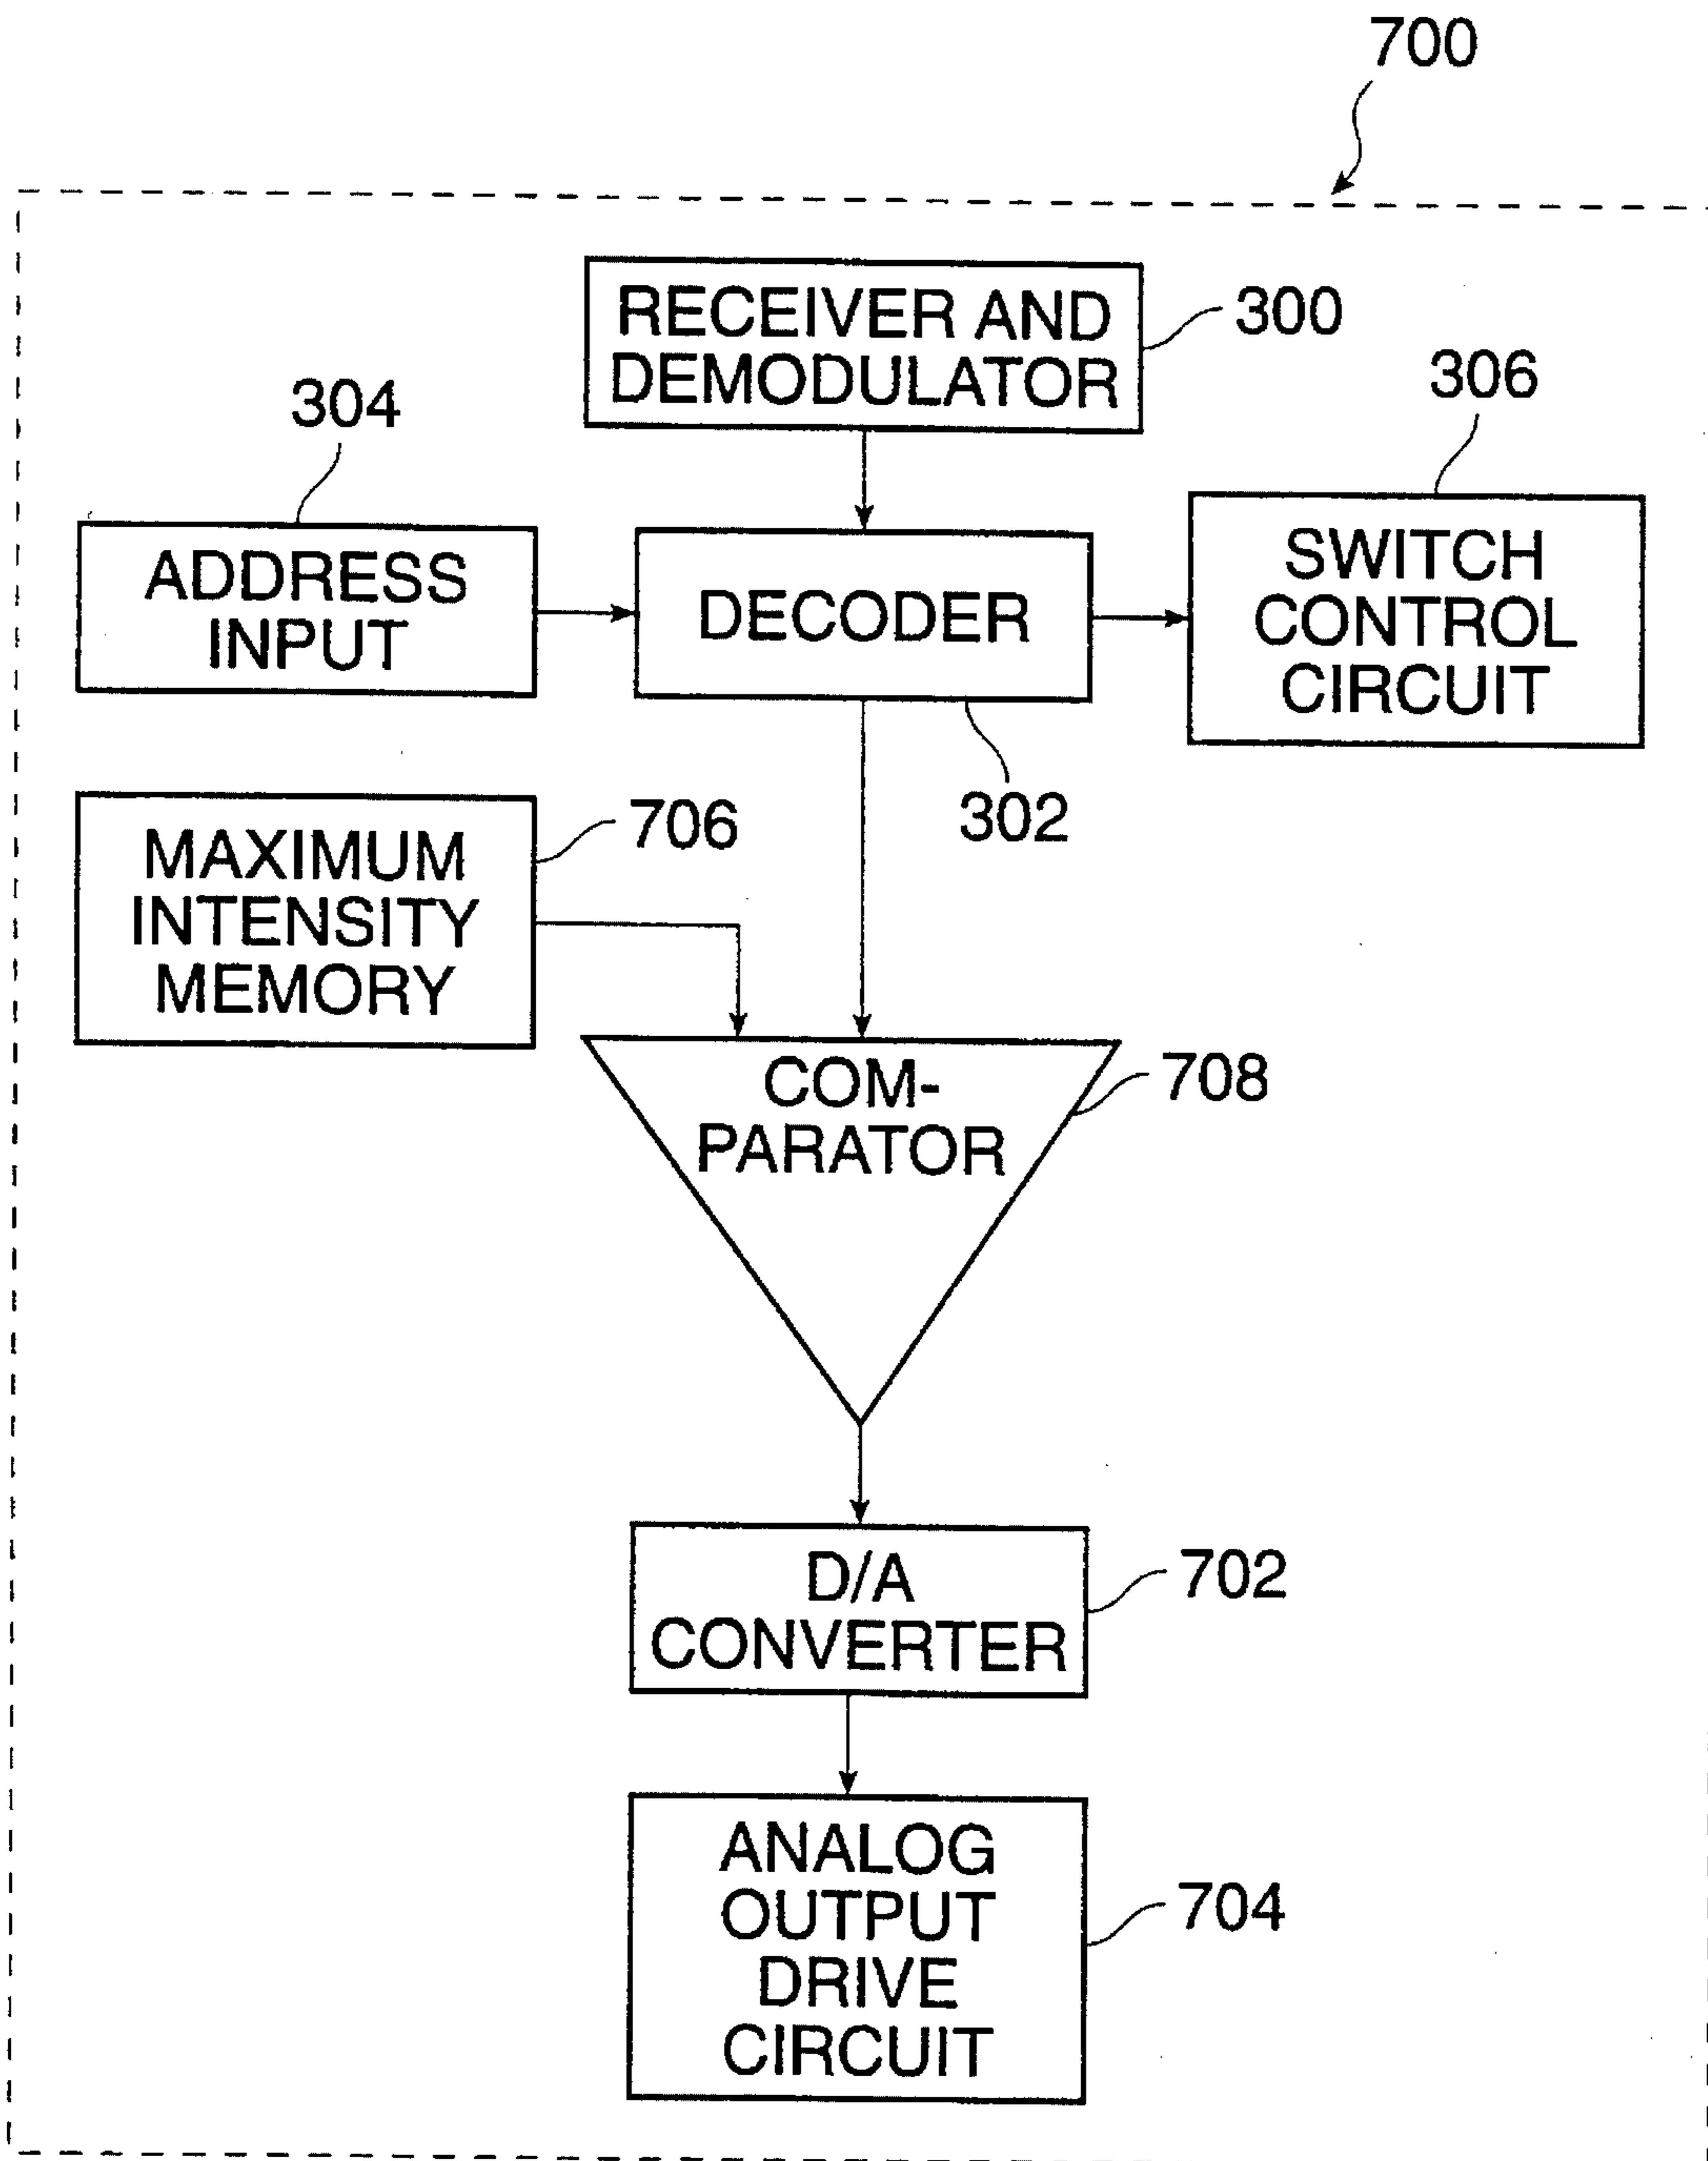 700
RECEIVER AND
DEMODULATOR
300
304
306
ADDRESS
INPUT
DECODER
SWITCH
CONTROL
CIRCUIT
302
MAXIMUM
INTENSITY
MEMORY
706
COM-
PARATOR
708
D/A
CONVERTER
702
ANALOG
OUTPUT
DRIVE
CIRCUIT
704